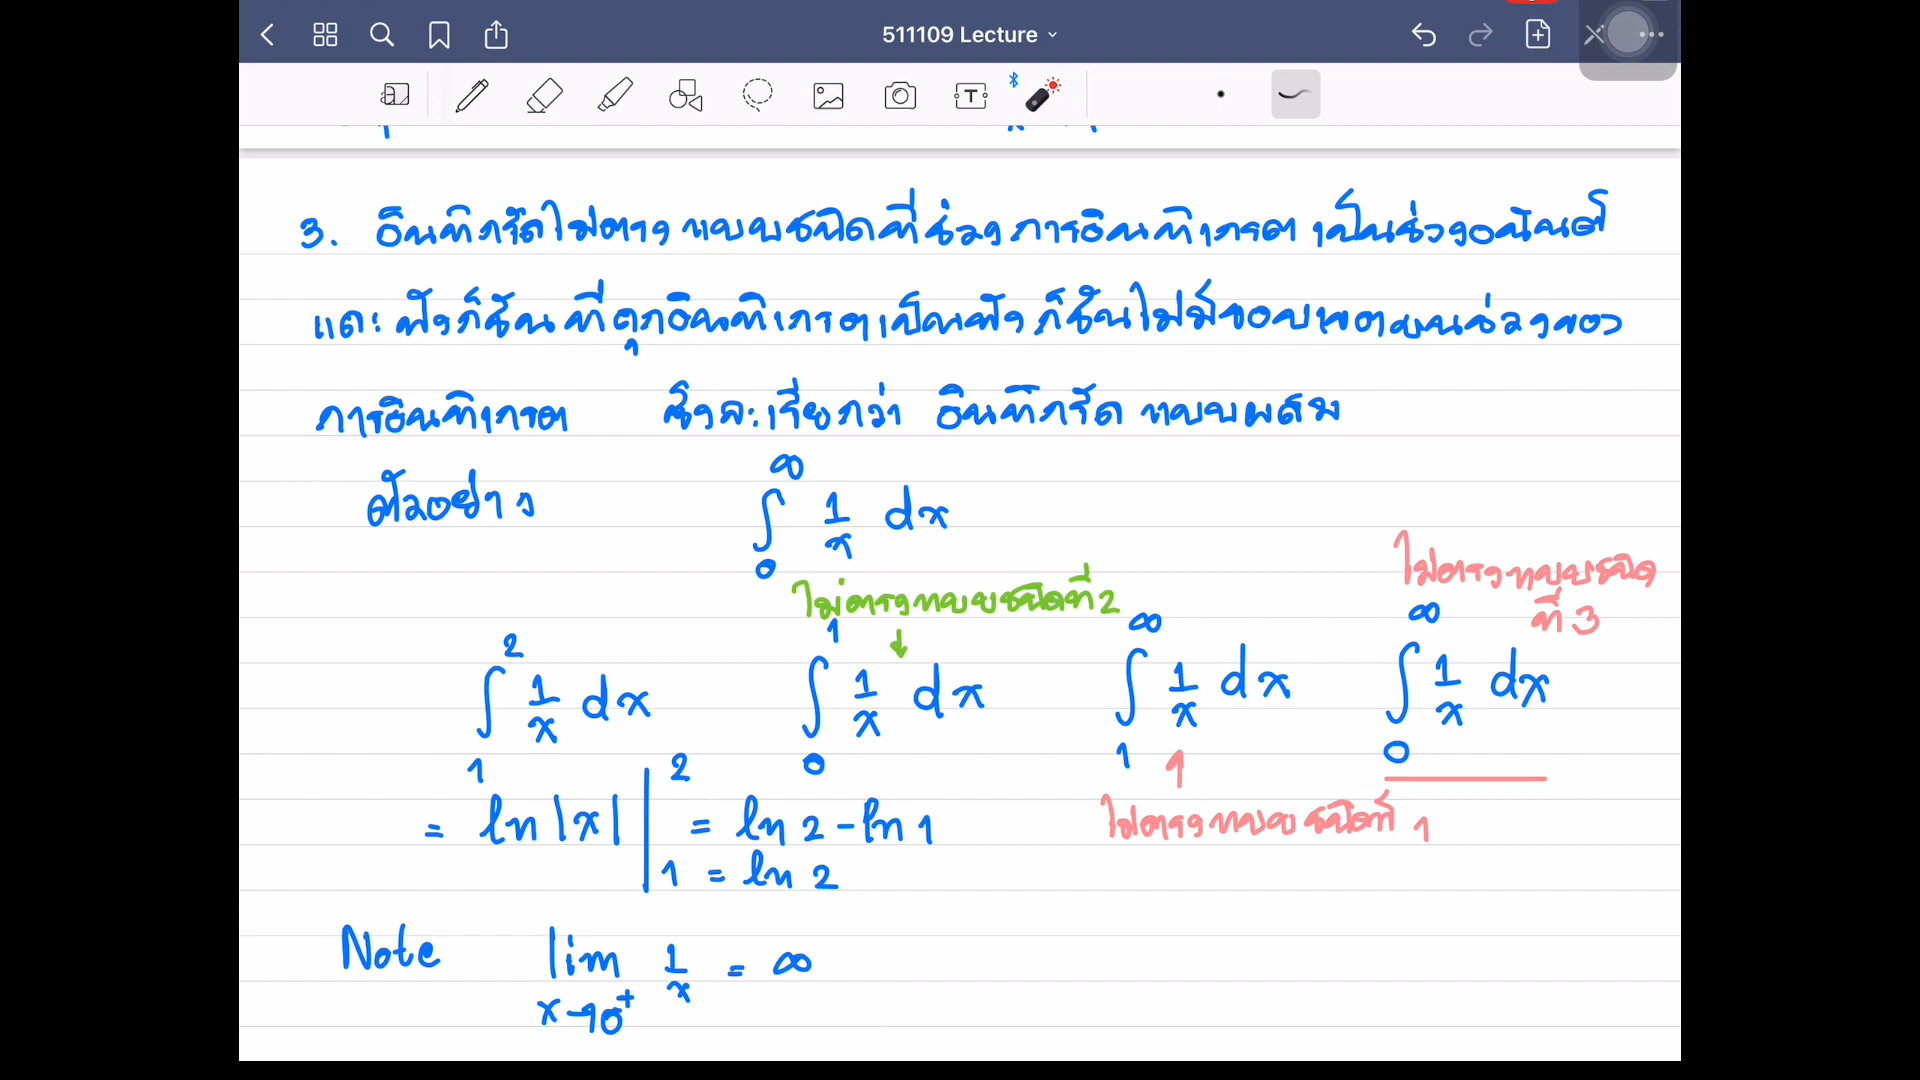 511109 Lecture
3. อินทิกรัลไม่ตรงแบบชนิดที่ช่วงการอินทิเกรต เป็นช่วงอนันต์
และ ฟังก์ชันที่ถูกอินทิเกรตเป็นฟังก์ชันไม่มีขอบเขตบนช่วงของ
การอินทิเกรต ซึ่งจะเรียกว่า อินทิกรัลแบบผสม
ตัวอย่าง ∫_0^∞ 1/x dx
ไม่ตรงแบบชนิดที่ 2
ไม่ตรงแบบชนิด
ที่ 3
∫_1^2 1/x dx ∫_0^1 1/x dx ∫_1^∞ 1/x dx ∫_0^∞ 1/x dx
= ln|x| |_1^2 = ln 2 - ln 1
= ln 2
ไม่ตรงแบบชนิดที่ 1
Note lim x→0⁺ 1/x = ∞